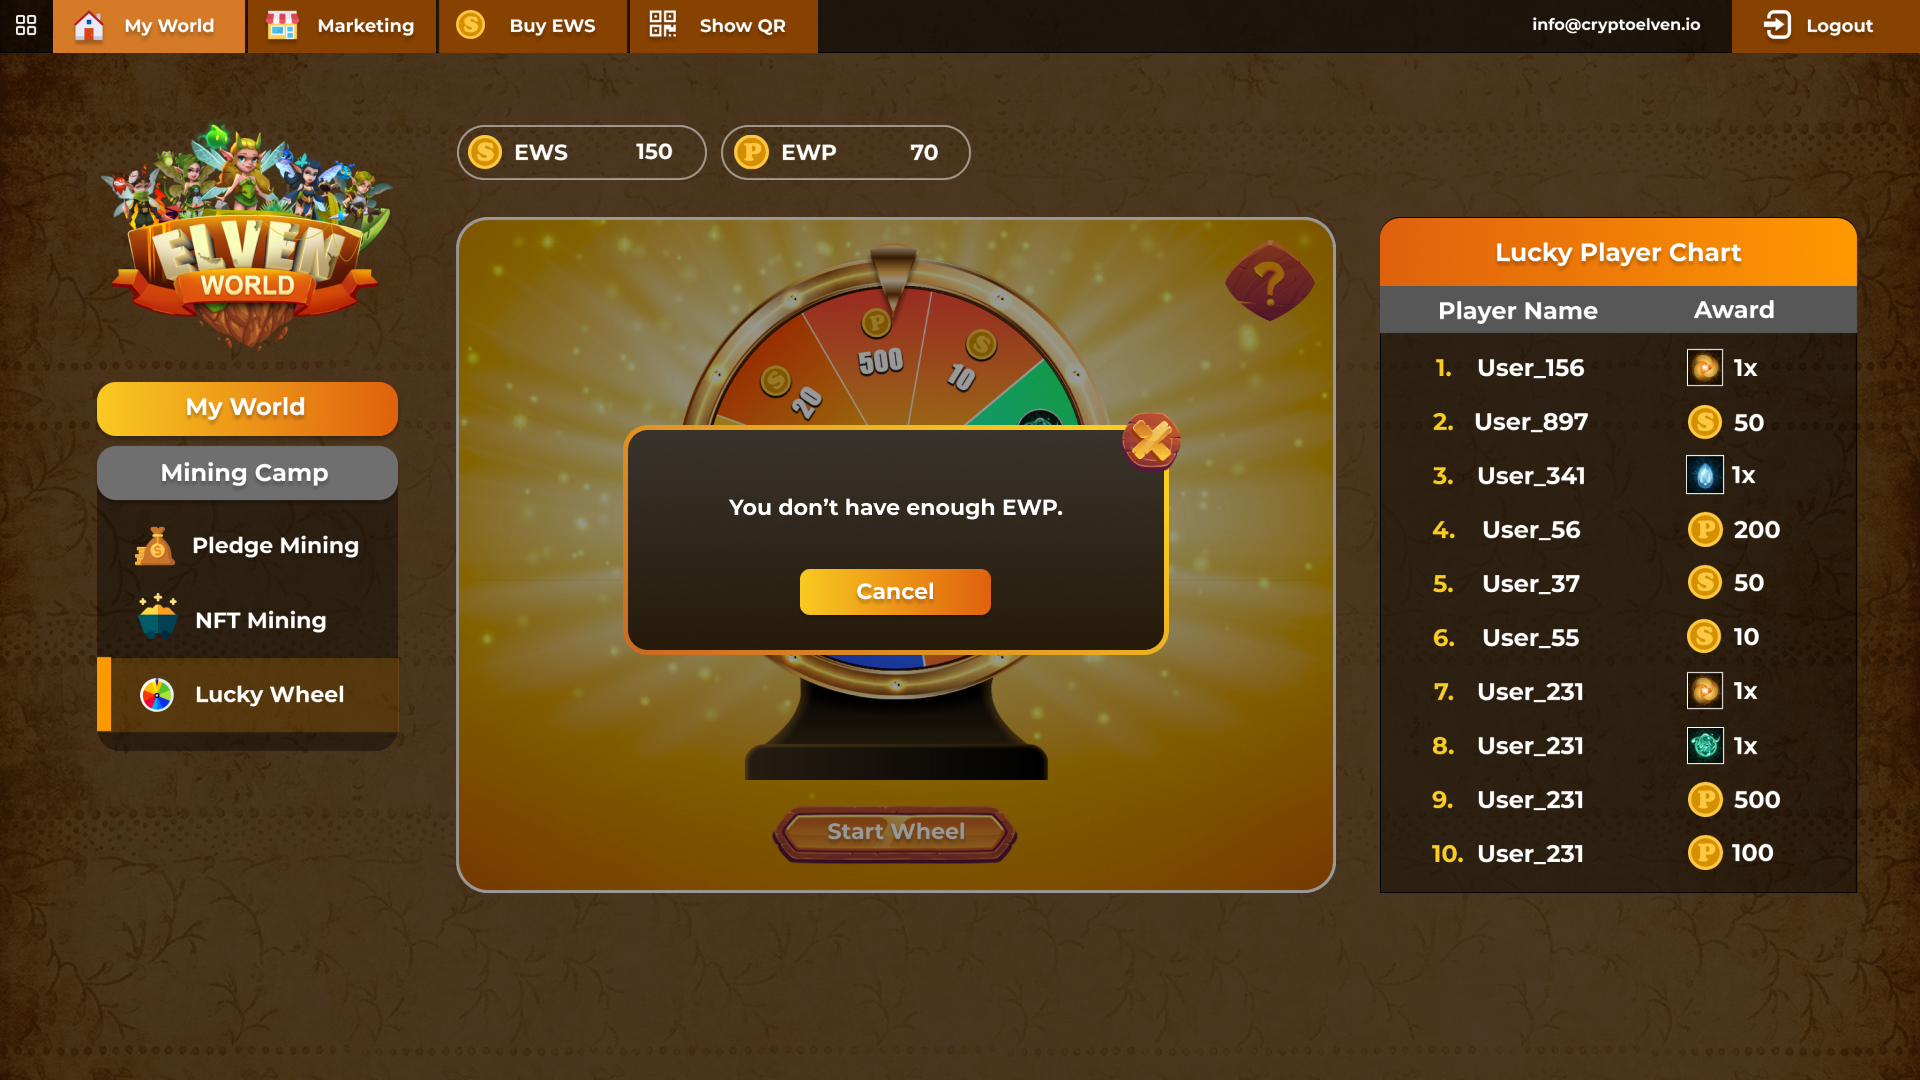 My World
Marketing
Buy EWS
Show QR
info@cryptoelven.io
Logout
ELVEN
WORLD
S EWS 150
P EWP 70
My World
Mining Camp
Pledge Mining
NFT Mining
Lucky Wheel
?
P
500
S
10
S
20
You don’t have enough EWP.
Cancel
Start Wheel
Lucky Player Chart
Player Name Award
1. User_156 1x
2. User_897 S 50
3. User_341 1x
4. User_56 P 200
5. User_37 S 50
6. User_55 S 10
7. User_231 1x
8. User_231 1x
9. User_231 P 500
10. User_231 P 100